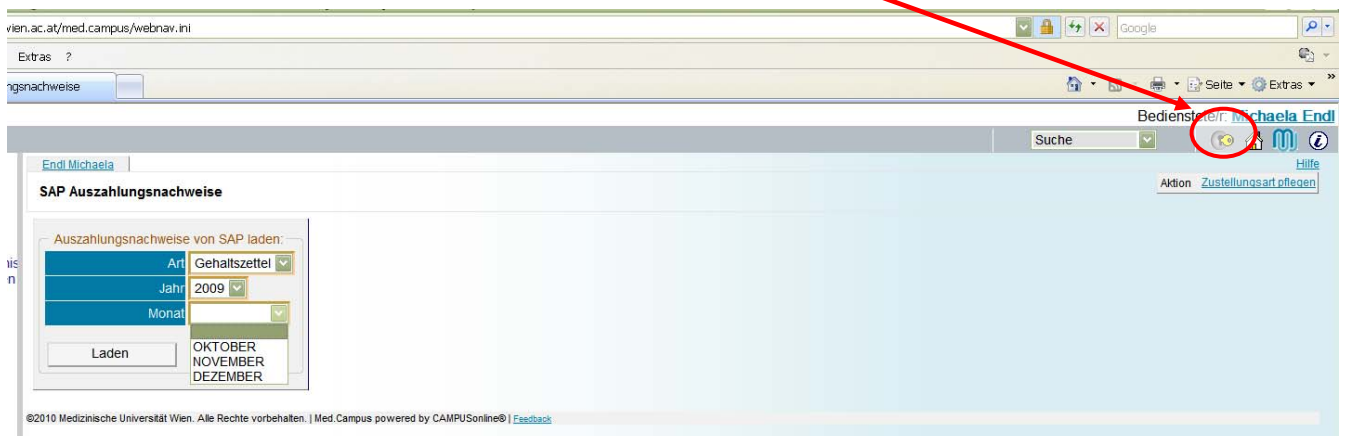 vien.ac.at/med.campus/webnav.ini Google
Extras ?
ngsnachweise Seite Extras »
Bedienstete/r: Michaela Endl
Suche
Endl Michaela Hilfe
SAP Auszahlungsnachweise Aktion Zustellungsart pflegen
Auszahlungsnachweise von SAP laden:
nis Art Gehaltszettel
n Jahr 2009
Monat
OKTOBER
Laden NOVEMBER
DEZEMBER
©2010 Medizinische Universität Wien. Alle Rechte vorbehalten. | Med.Campus powered by CAMPUSonline® | Feedback